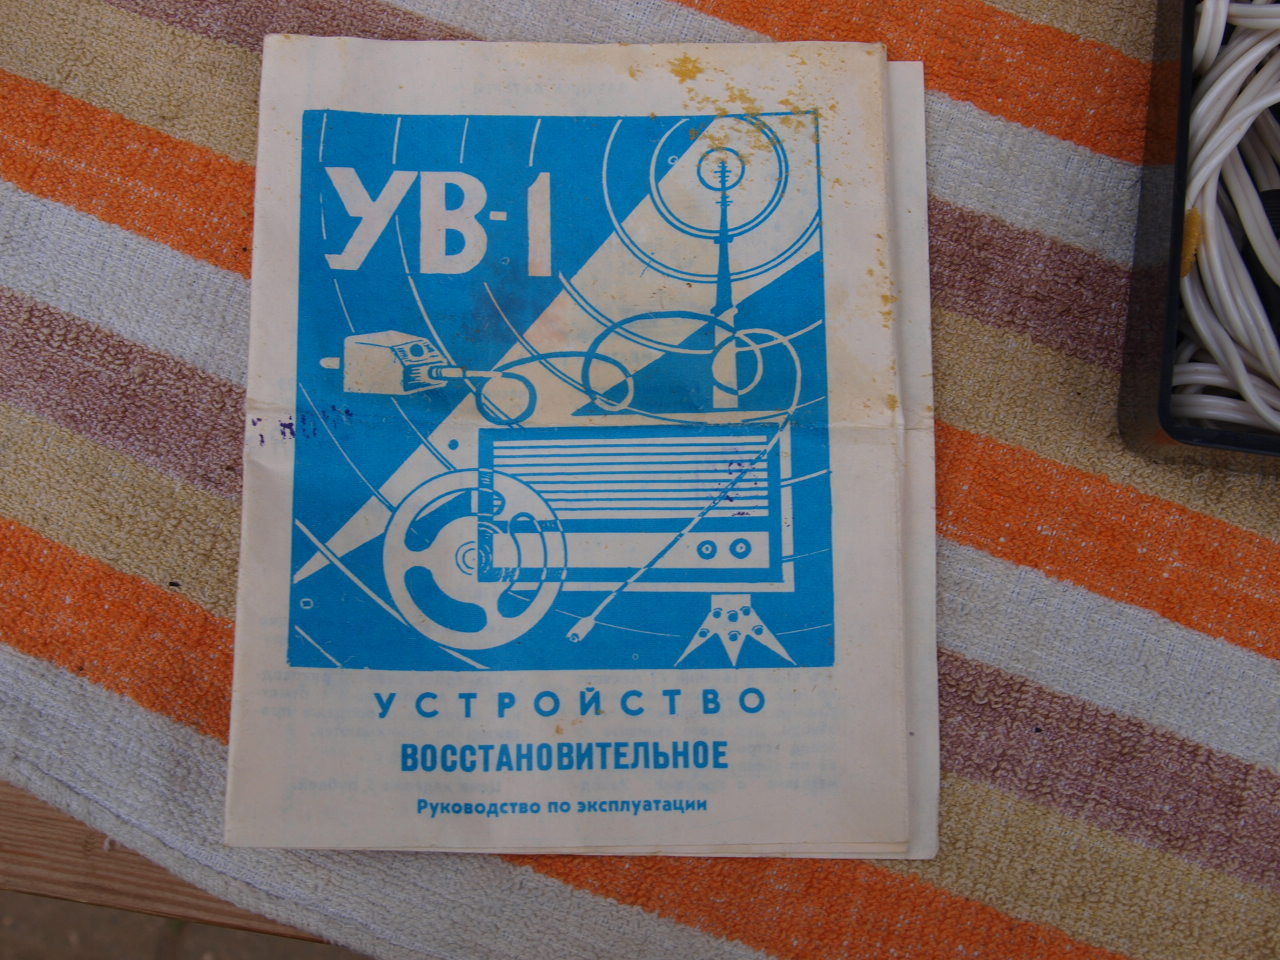 УВ-1
УСТРОЙСТВО
ВОССТАНОВИТЕЛЬНОЕ
Руководство по эксплуатации